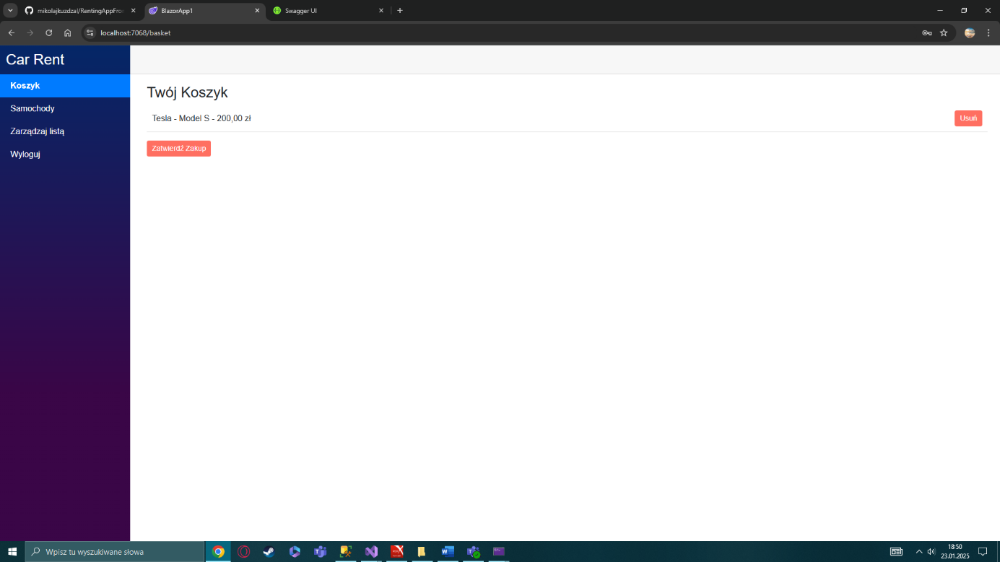 mikolajkuzdzal/RentingAppFro
BlazorApp1
Swagger UI
localhost:7068/basket
Car Rent
Koszyk
Samochody
Zarządzaj listą
Wyloguj
Twój Koszyk
Tesla - Model S - 200,00 zł
Usuń
Zatwierdź Zakup
Wpisz tu wyszukiwane słowa
18:50
23.01.2025